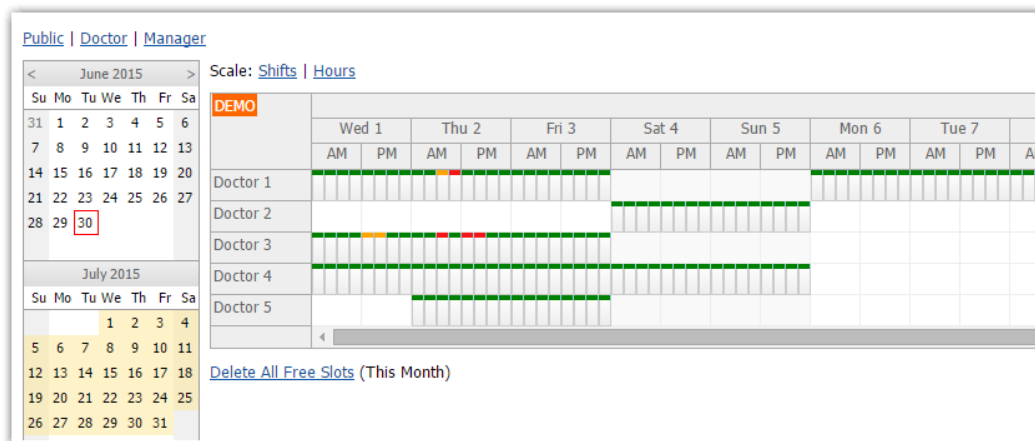 Public | Doctor | Manager
< June 2015 >
Su Mo Tu We Th Fr Sa
31 1 2 3 4 5 6
7 8 9 10 11 12 13
14 15 16 17 18 19 20
21 22 23 24 25 26 27
28 29 30
July 2015
Su Mo Tu We Th Fr Sa
1 2 3 4
5 6 7 8 9 10 11
12 13 14 15 16 17 18
19 20 21 22 23 24 25
26 27 28 29 30 31
Scale: Shifts | Hours
DEMO
Wed 1 Thu 2 Fri 3 Sat 4 Sun 5 Mon 6 Tue 7
AM PM AM PM AM PM AM PM AM PM AM PM AM PM
Doctor 1
Doctor 2
Doctor 3
Doctor 4
Doctor 5
Delete All Free Slots (This Month)